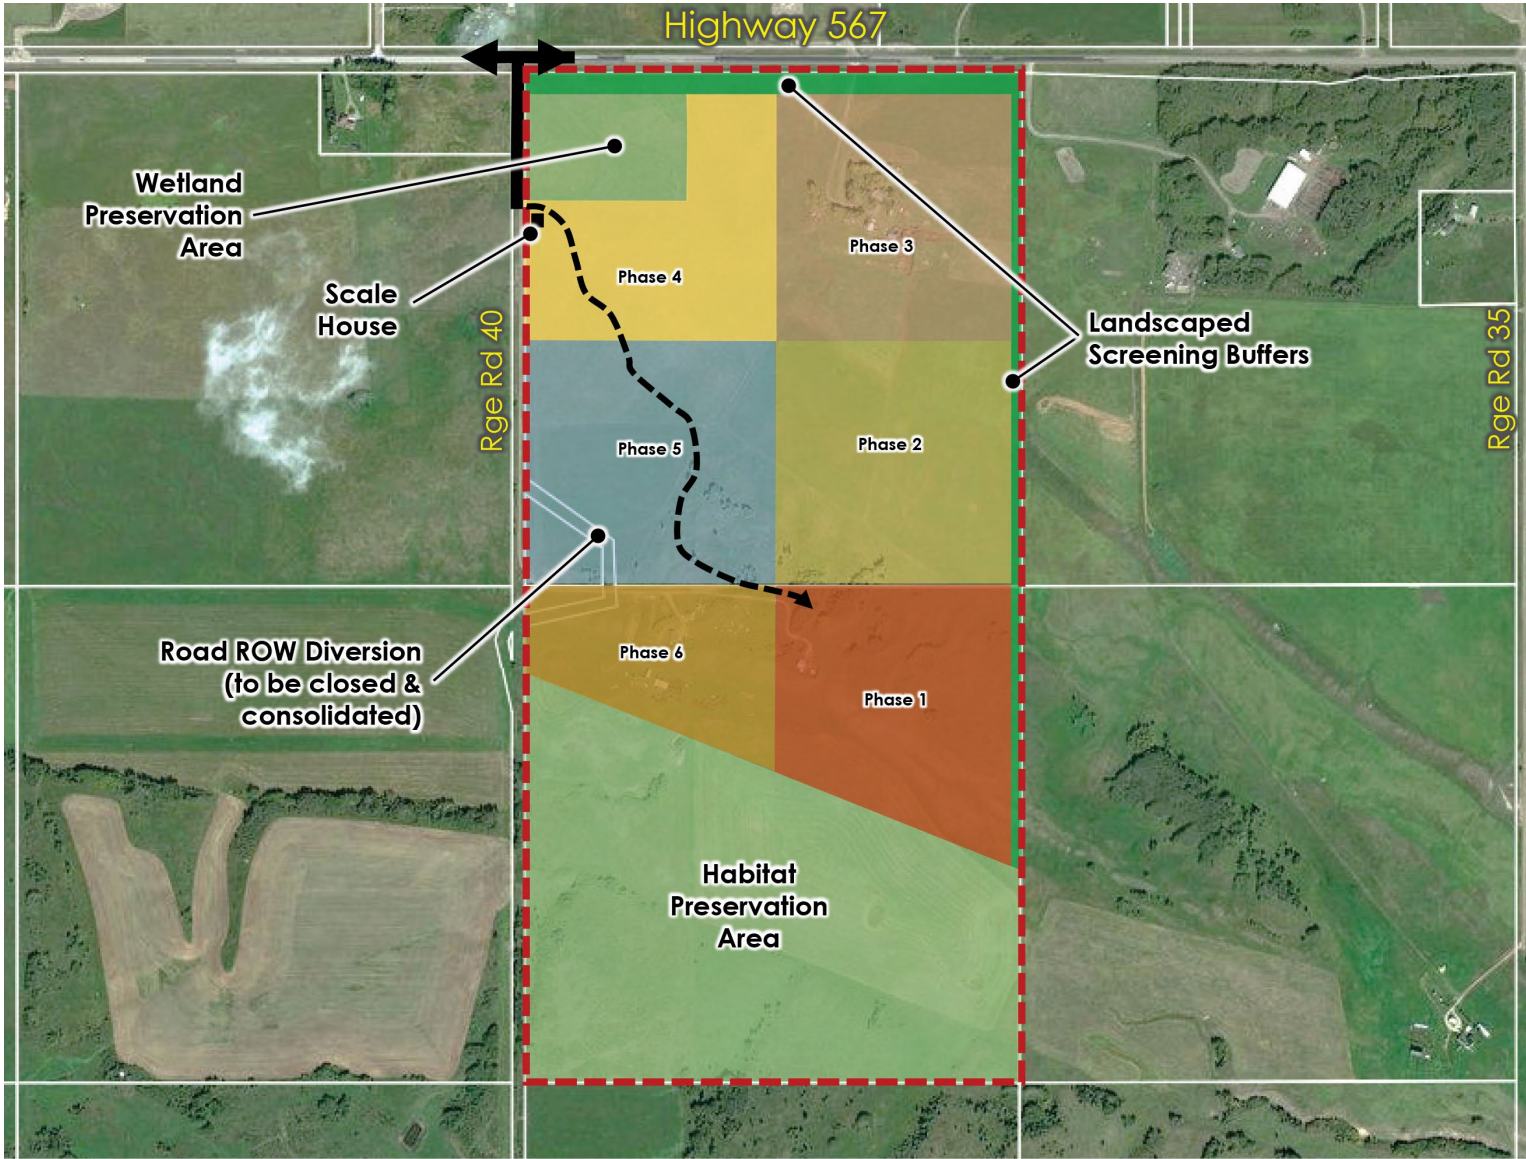 Highway 567
Wetland
Preservation
Area
Scale
House
Rge Rd 40
Phase 4
Phase 3
Landscaped
Screening Buffers
Rge Rd 35
Phase 5
Phase 2
Road ROW Diversion
(to be closed &
consolidated)
Phase 6
Phase 1
Habitat
Preservation
Area